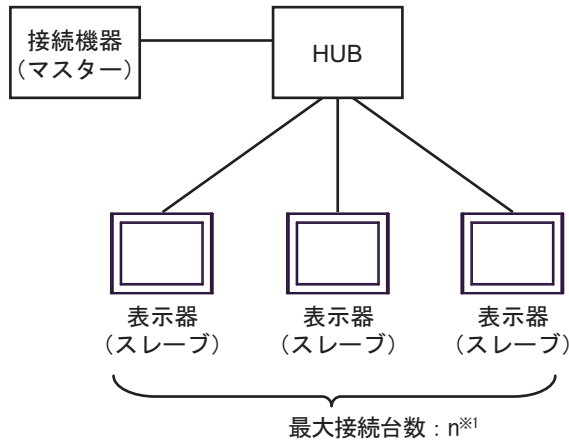 接続機器
（マスター）
HUB
表示器
（スレーブ）
表示器
（スレーブ）
表示器
（スレーブ）
最大接続台数：n※1